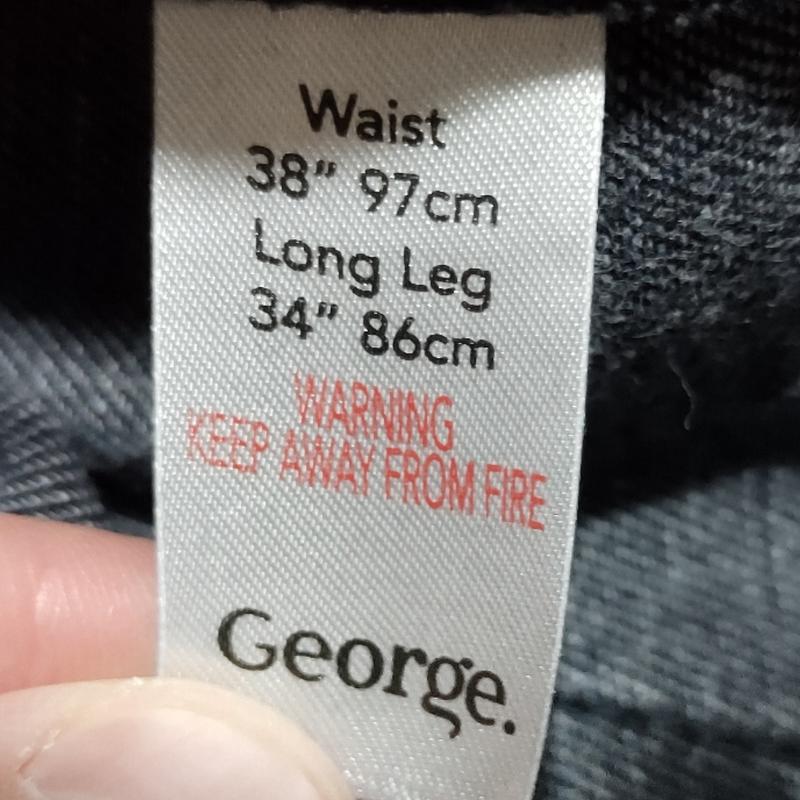 Waist
38" 97cm
Long Leg
34" 86cm
WARNING
KEEP AWAY FROM FIRE
George.